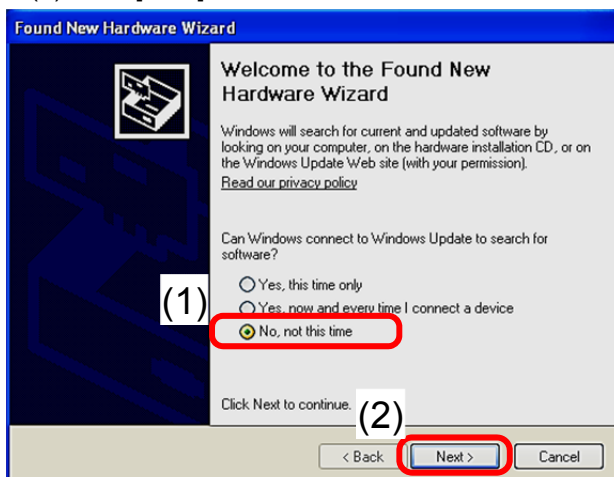 Found New Hardware Wizard
Welcome to the Found New
Hardware Wizard
Windows will search for current and updated software by
looking on your computer, on the hardware installation CD, or on
the Windows Update Web site (with your permission).
Read our privacy policy
Can Windows connect to Windows Update to search for
software?
Yes, this time only
(1)
Yes, now and every time I connect a device
No, not this time
Click Next to continue.
(2)
< Back
Next >
Cancel